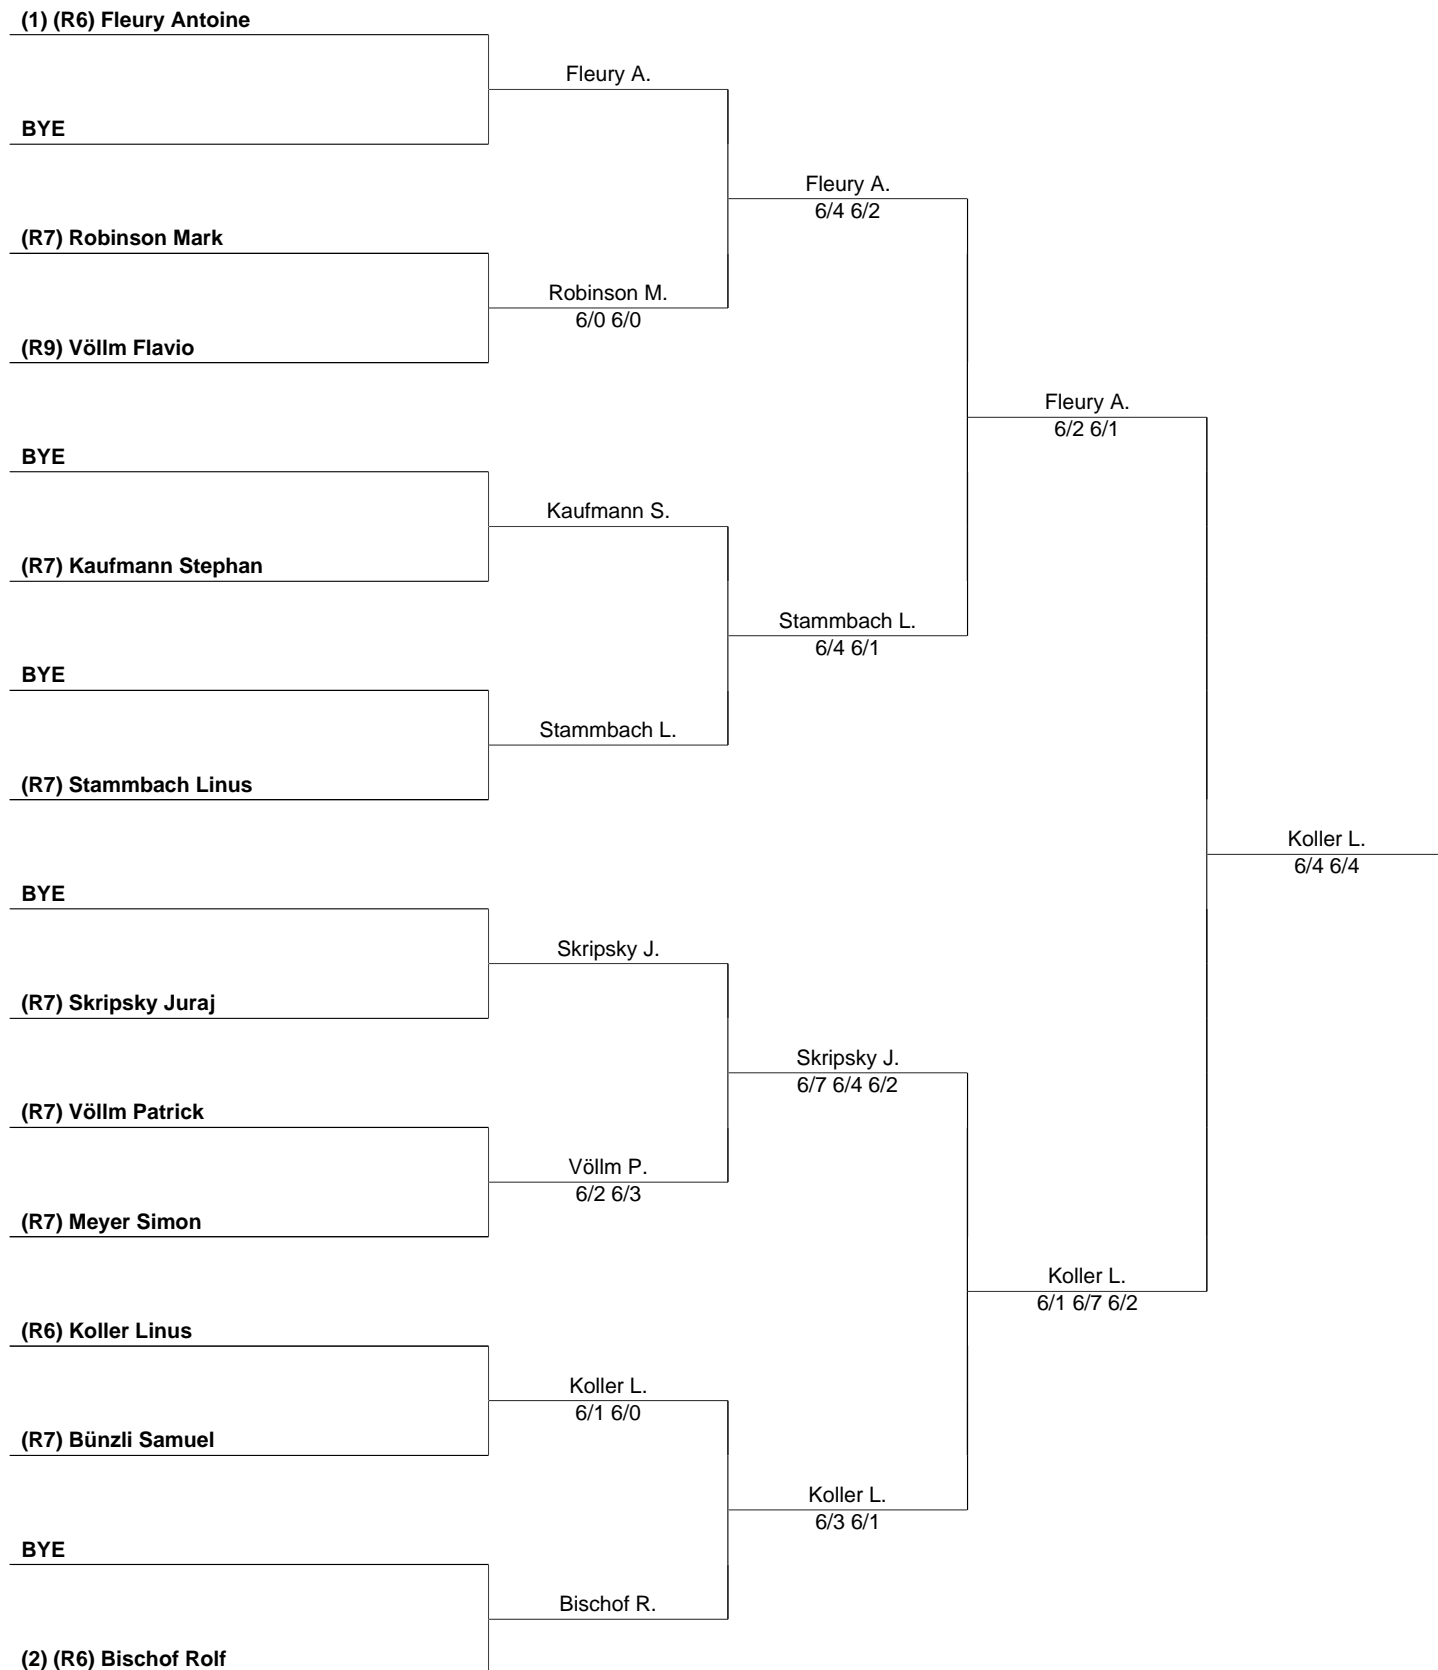 (1) (R6) Fleury Antoine
Fleury A.
BYE
Fleury A.
6/4 6/2
(R7) Robinson Mark
Robinson M.
6/0 6/0
(R9) Völlm Flavio
Fleury A.
6/2 6/1
BYE
Kaufmann S.
(R7) Kaufmann Stephan
Stammbach L.
6/4 6/1
BYE
Stammbach L.
(R7) Stammbach Linus
Koller L.
6/4 6/4
BYE
Skripsky J.
(R7) Skripsky Juraj
Skripsky J.
6/7 6/4 6/2
(R7) Völlm Patrick
Völlm P.
6/2 6/3
(R7) Meyer Simon
Koller L.
6/1 6/7 6/2
(R6) Koller Linus
Koller L.
6/1 6/0
(R7) Bünzli Samuel
Koller L.
6/3 6/1
BYE
Bischof R.
(2) (R6) Bischof Rolf